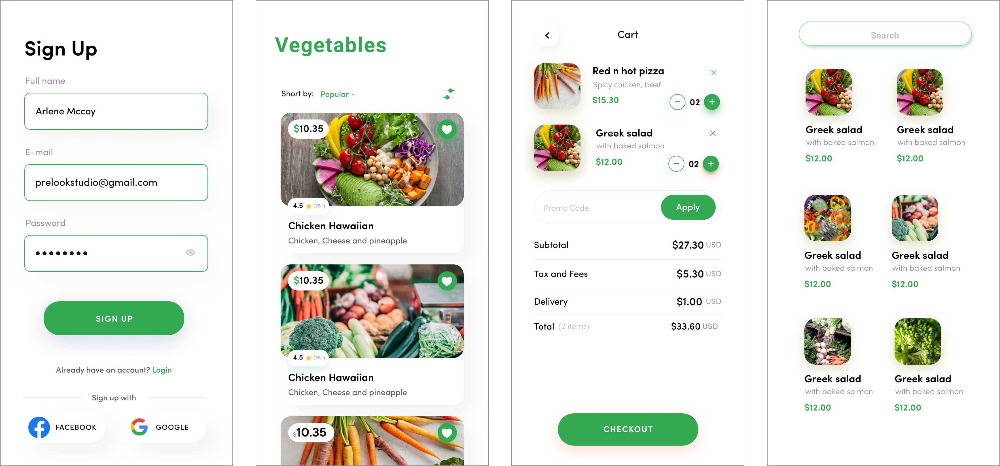 Sign Up
Full name
Arlene Mccoy
E-mail
prelookstudio@gmail.com
Password
SIGN UP
Already have an account? Login
Sign up with
FACEBOOK
GOOGLE
Vegetables
Short by: Popular
$10.35
4.5 (25+)
Chicken Hawaiian
Chicken, Cheese and pineapple
$10.35
4.5 (25+)
Chicken Hawaiian
Chicken, Cheese and pineapple
$10.35
Cart
Red n hot pizza
Spicy chicken, beef
$15.30
02
Greek salad
with baked salmon
$12.00
02
Promo Code
Apply
Subtotal $27.30 USD
Tax and Fees $5.30 USD
Delivery $1.00 USD
Total (2 items) $33.60 USD
CHECKOUT
Search
Greek salad
with baked salmon
$12.00
Greek salad
with baked salmon
$12.00
Greek salad
with baked salmon
$12.00
Greek salad
with baked salmon
$12.00
Greek salad
with baked salmon
$12.00
Greek salad
with baked salmon
$12.00